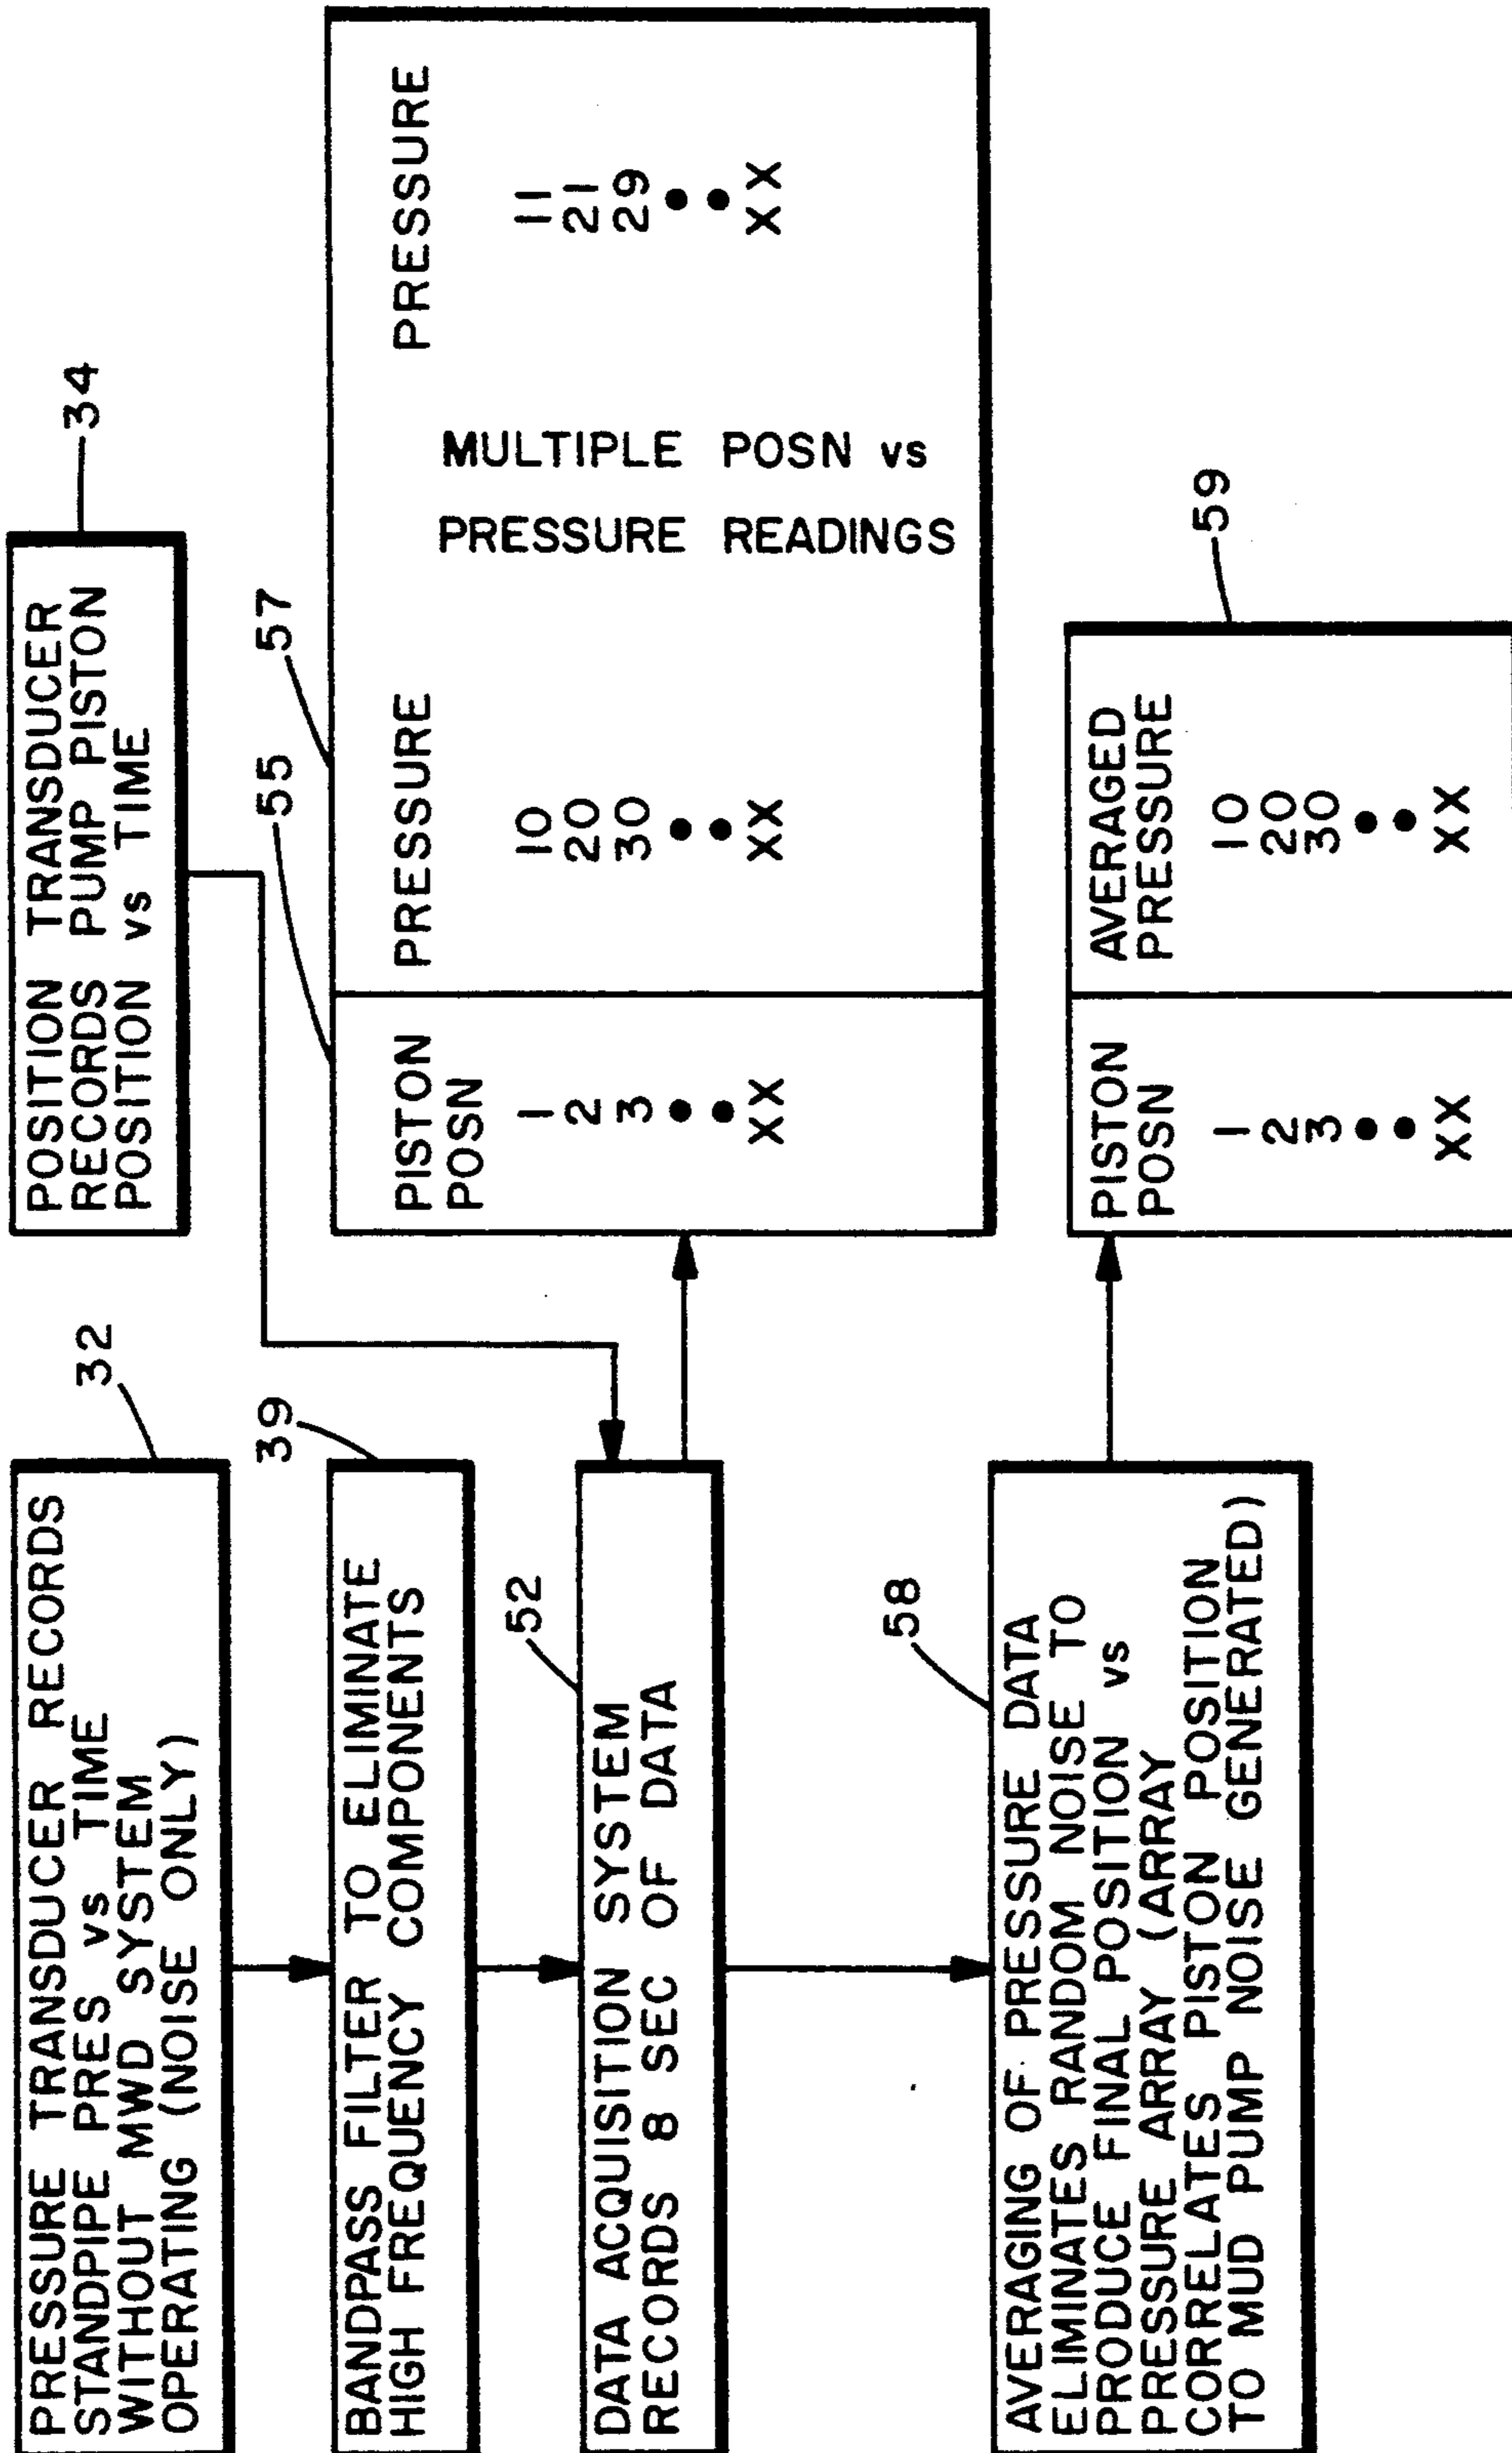 PRESSURE TRANSDUCER RECORDS
STANDPIPE PRES vs TIME
WITHOUT MWD SYSTEM
OPERATING (NOISE ONLY)
32
POSITION TRANSDUCER
RECORDS PUMP PISTON
POSITION vs TIME
34
BANDPASS FILTER TO ELIMINATE
HIGH FREQUENCY COMPONENTS
39
DATA ACQUISITION SYSTEM
RECORDS 8 SEC OF DATA
52
55
57
PISTON
POSN
1
2
3
•
•
XX
PRESSURE
10
20
30
•
•
XX
MULTIPLE POSN vs
PRESSURE READINGS
PRESSURE
11
21
29
•
•
XX
AVERAGING OF PRESSURE DATA
ELIMINATES RANDOM NOISE TO
PRODUCE FINAL POSITION vs
PRESSURE ARRAY (ARRAY
CORRELATES PISTON POSITION
TO MUD PUMP NOISE GENERATED)
58
PISTON
POSN
1
2
3
•
•
XX
AVERAGED
PRESSURE
10
20
30
•
•
XX
59